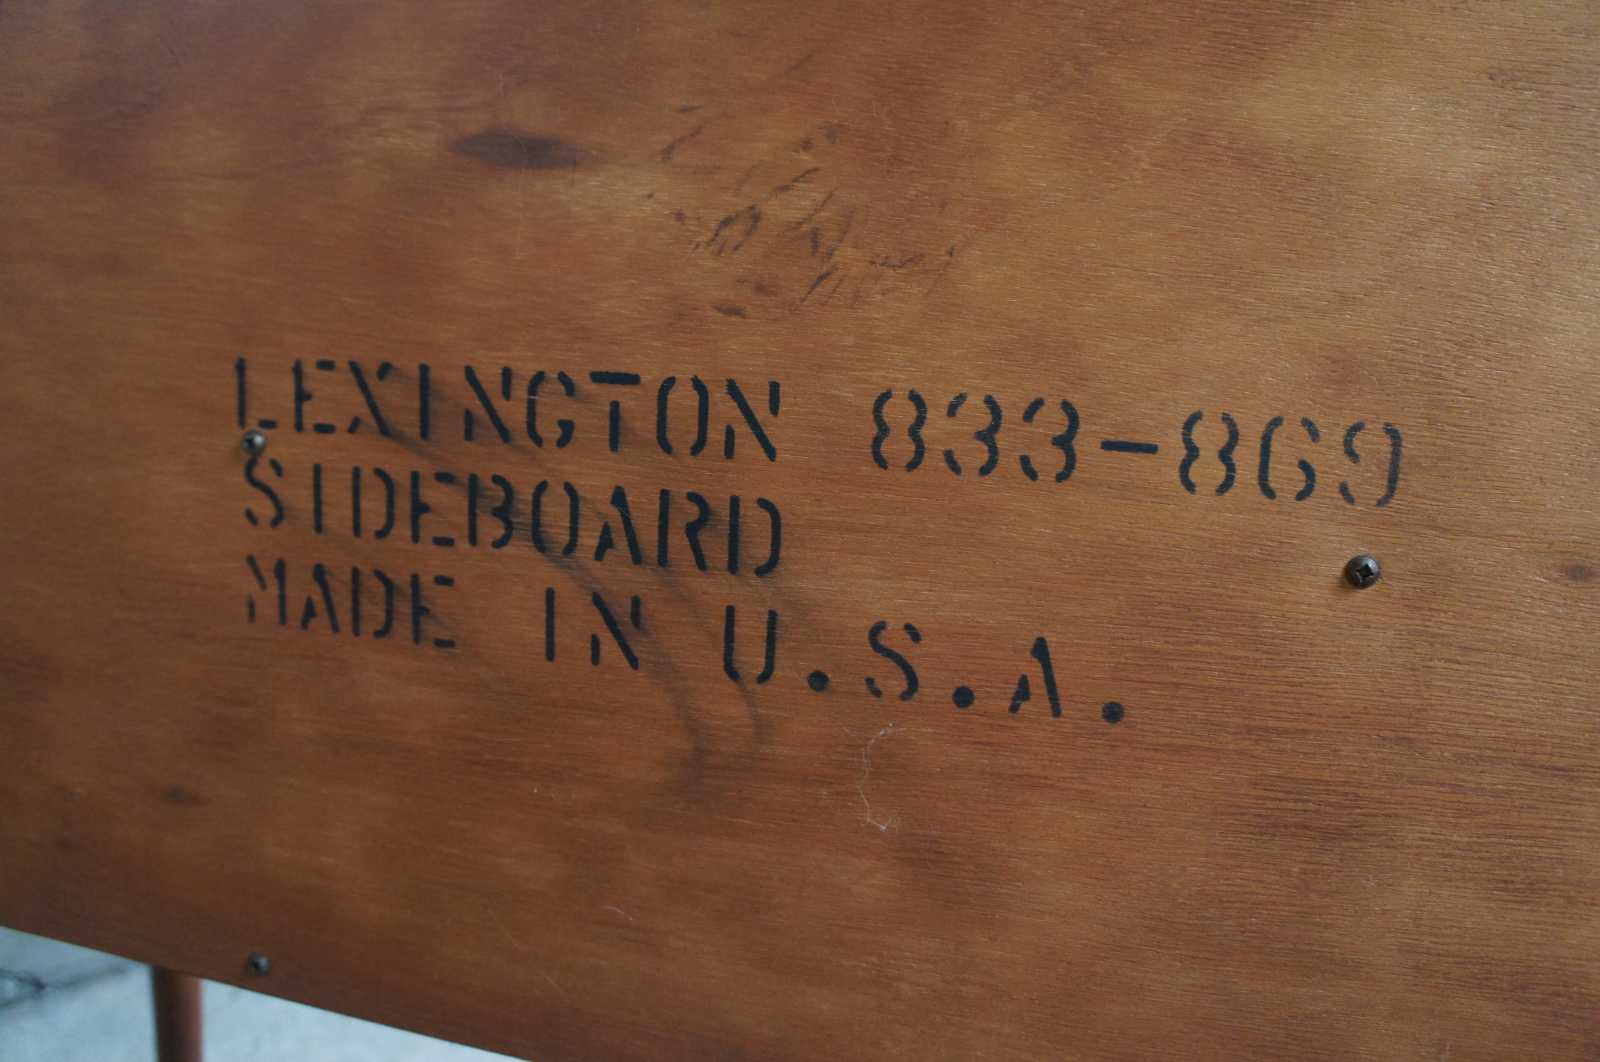 LEXINGTON 833-869
SIDEBOARD
MADE IN U.S.A.